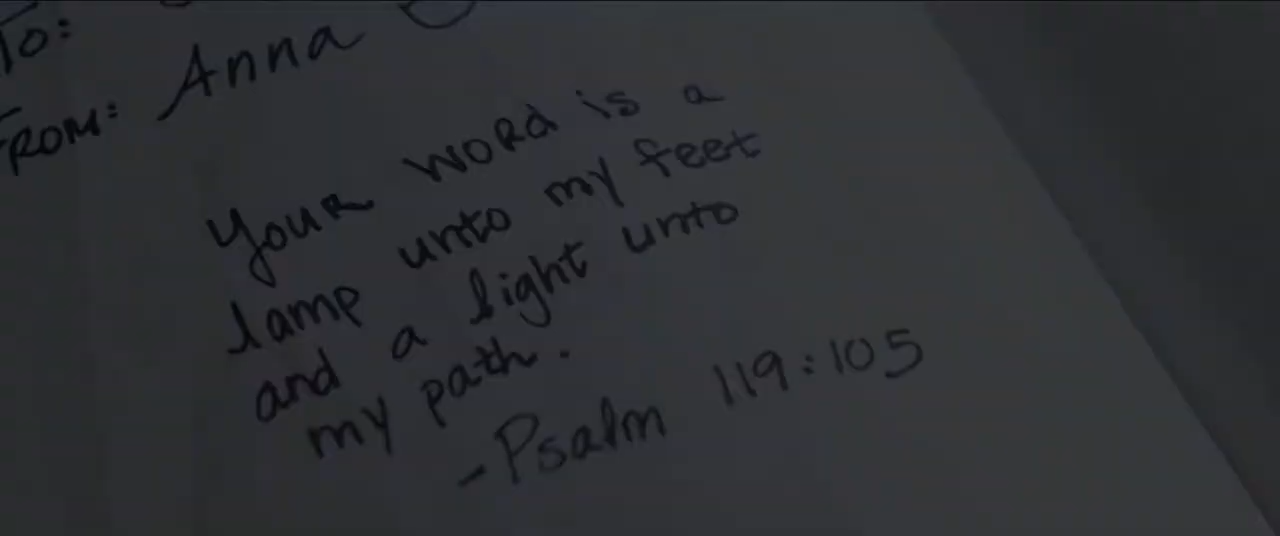 To:
FROM: Anna
Your word is a
lamp unto my feet
and a light unto
my path.
-Psalm 119:105